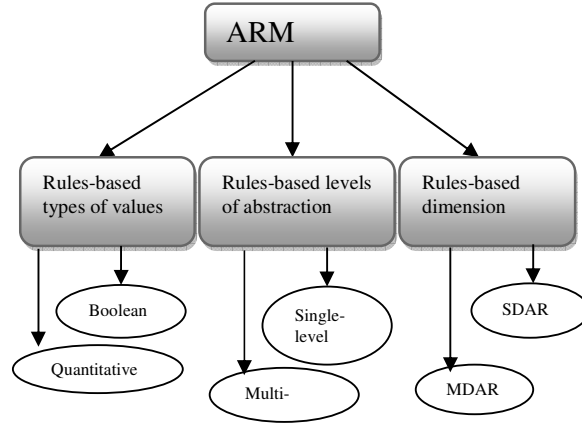 ARM
Rules-based
types of values
Rules-based levels
of abstraction
Rules-based
dimension
Boolean
Quantitative
Single-
level
Multi-
SDAR
MDAR